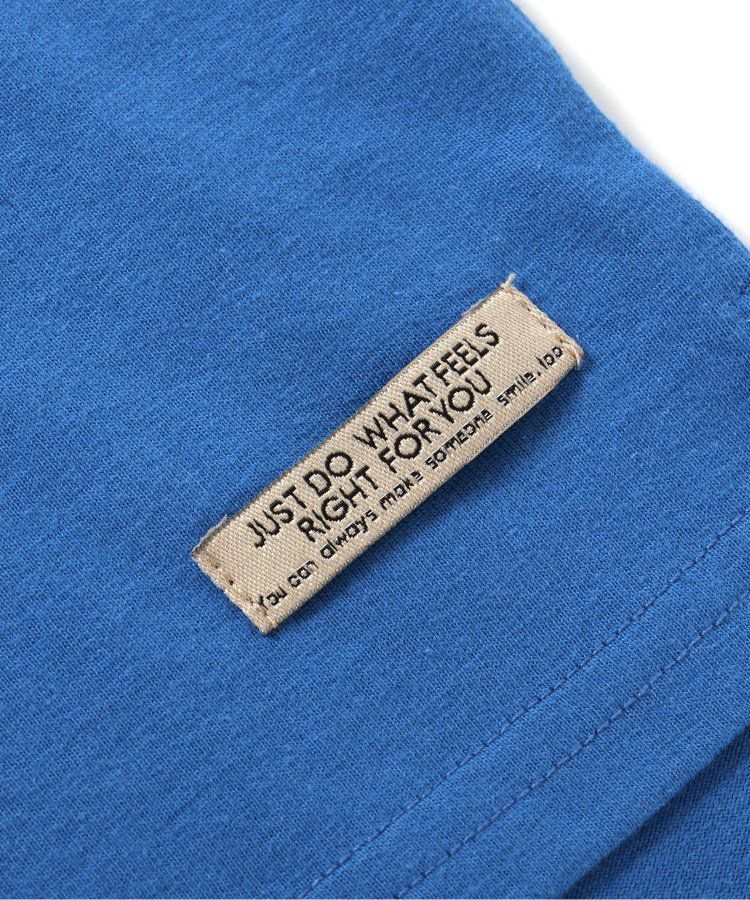 JUST DO WHAT FEELS
RIGHT FOR YOU
You can always make someone smile, too